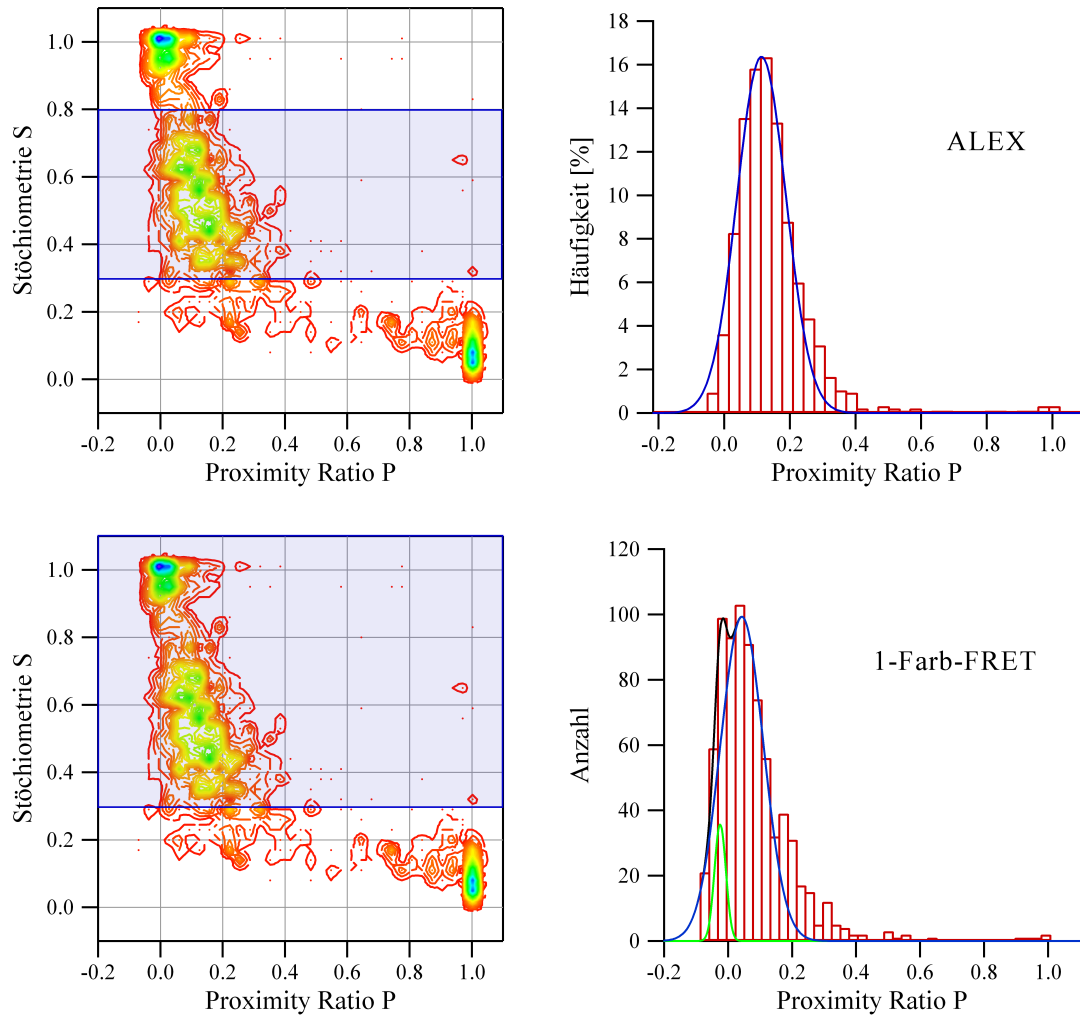 Stöchiometrie S
1.0
0.8
0.6
0.4
0.2
0.0
-0.2 0.0 0.2 0.4 0.6 0.8 1.0
Proximity Ratio P
Häufigkeit [%]
18
16
14
12
10
8
6
4
2
0
ALEX
-0.2 0.0 0.2 0.4 0.6 0.8 1.0
Proximity Ratio P
Stöchiometrie S
1.0
0.8
0.6
0.4
0.2
0.0
-0.2 0.0 0.2 0.4 0.6 0.8 1.0
Proximity Ratio P
Anzahl
120
100
80
60
40
20
0
1-Farb-FRET
-0.2 0.0 0.2 0.4 0.6 0.8 1.0
Proximity Ratio P